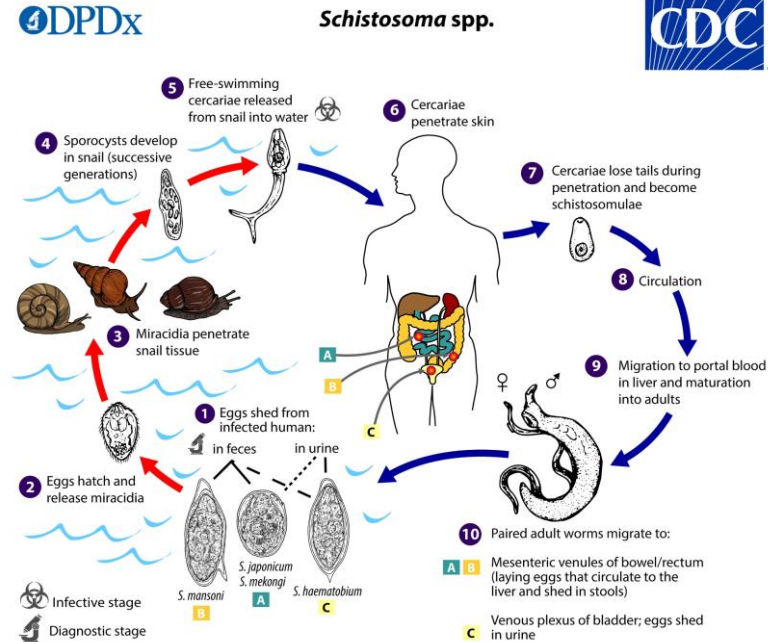 DPDx
Schistosoma spp.
CDC
5 Free-swimming
cercariae released
from snail into water
6 Cercariae
penetrate skin
4 Sporocysts develop
in snail (successive
generations)
7 Cercariae lose tails during
penetration and become
schistosomulae
8 Circulation
3 Miracidia penetrate
snail tissue
A
B
C
9 Migration to portal blood
in liver and maturation
into adults
♀ ♂
1 Eggs shed from
infected human:
in feces
in urine
2 Eggs hatch and
release miracidia
S. mansoni
B
S. japonicum
S. mekongi
A
S. haematobium
C
10 Paired adult worms migrate to:
A B Mesenteric venules of bowel/rectum
(laying eggs that circulate to the
liver and shed in stools)
C Venous plexus of bladder; eggs shed
in urine
Infective stage
Diagnostic stage